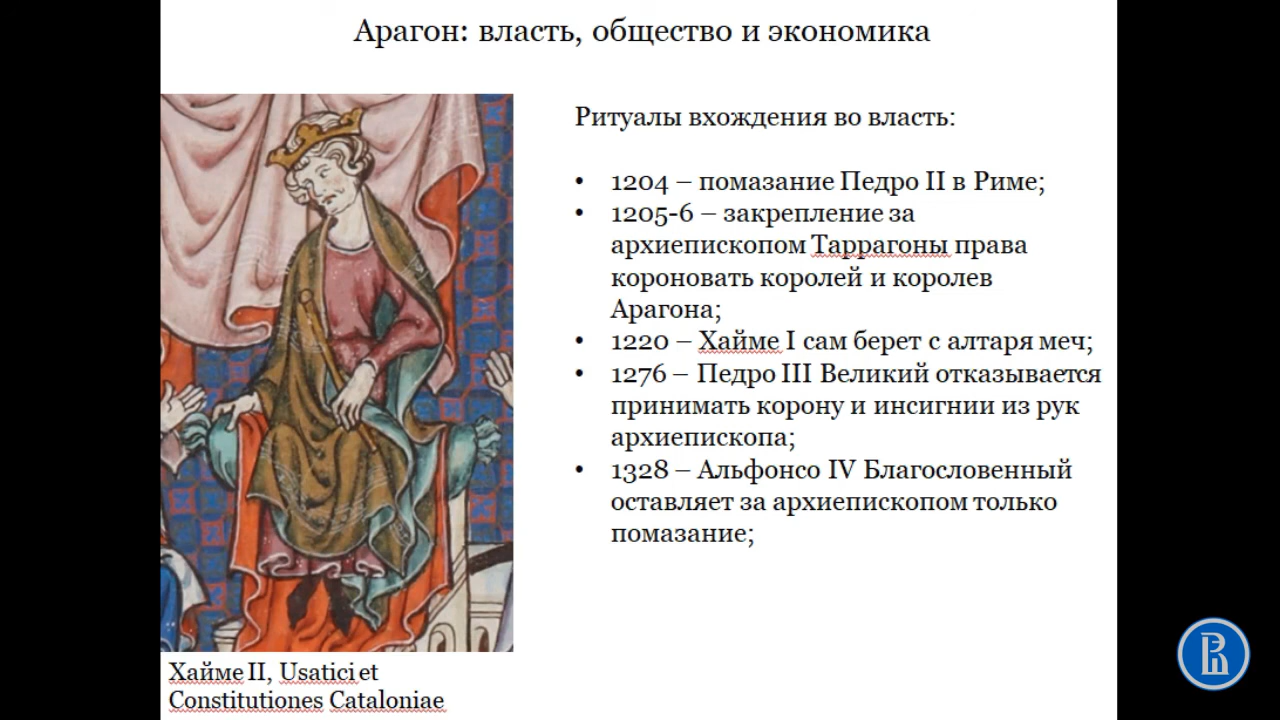 Арагон: власть, общество и экономика
Ритуалы вхождения во власть:
• 1204 – помазание Педро II в Риме;
• 1205-6 – закрепление за
архиепископом Таррагоны права
короновать королей и королев
Арагона;
• 1220 – Хайме I сам берет с алтаря меч;
• 1276 – Педро III Великий отказывается
принимать корону и инсигнии из рук
архиепископа;
• 1328 – Альфонсо IV Благословенный
оставляет за архиепископом только
помазание;
Хайме II, Usatici et
Constitutiones Cataloniae